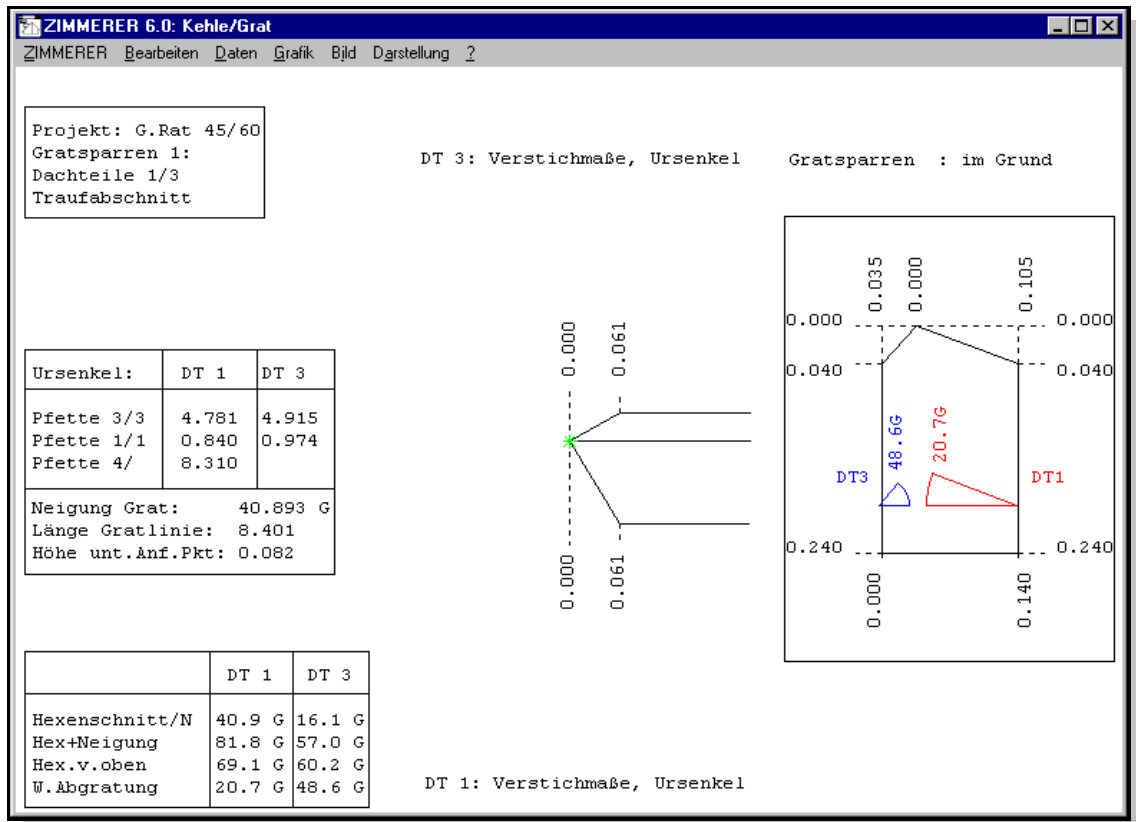 ZIMMERER 6.0: Kehle/Grat
ZIMMERER Bearbeiten Daten Grafik Bild Darstellung ?
Projekt: G.Rat 45/60
Gratsparren 1:
Dachteile 1/3
Traufabschnitt
DT 3: Verstichmaße, Ursenkel
Gratsparren : im Grund
Ursenkel: DT 1 DT 3
Pfette 3/3 4.781 4.915
Pfette 1/1 0.840 0.974
Pfette 4/ 8.310
Neigung Grat: 40.893 G
Länge Gratlinie: 8.401
Höhe unt.Anf.Pkt: 0.082
0.000 0.061
0.000 0.061
0.035 0.000 0.105
0.000 0.000
0.040 0.040
48.6G 20.7G
DT3 DT1
0.240 0.240
0.000 0.140
DT 1 DT 3
Hexenschnitt/N 40.9 G 16.1 G
Hex+Neigung 81.8 G 57.0 G
Hex.v.oben 69.1 G 60.2 G
W.Abgratung 20.7 G 48.6 G
DT 1: Verstichmaße, Ursenkel